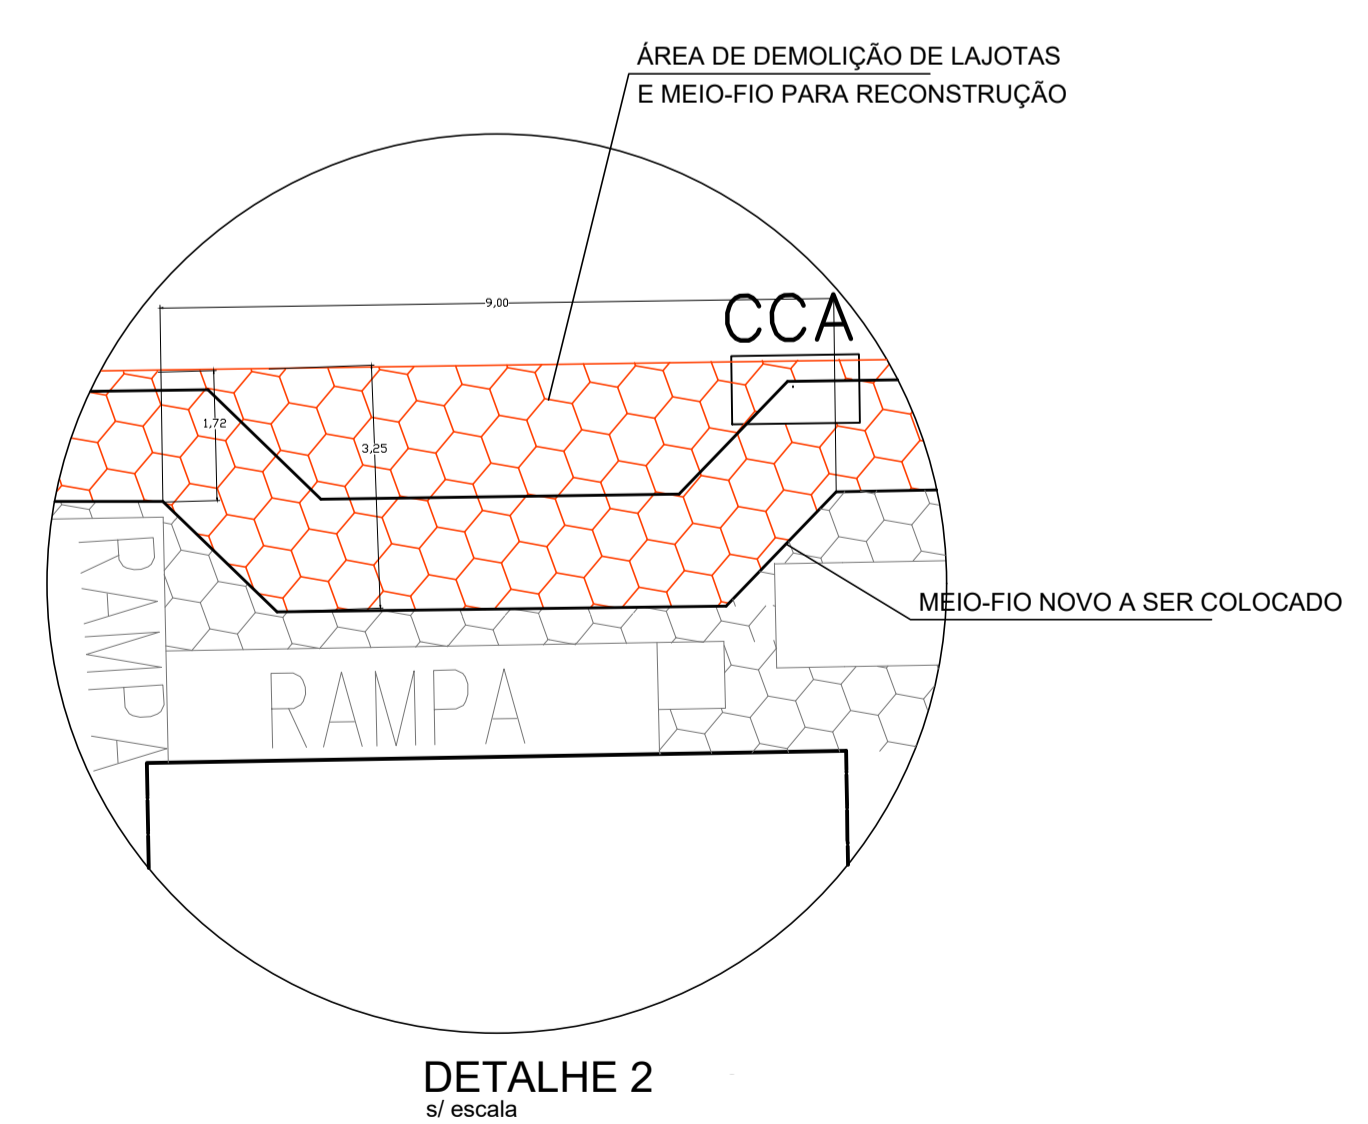 ÁREA DE DEMOLIÇÃO DE LAJOTAS
E MEIO-FIO PARA RECONSTRUÇÃO
9,00
CCA
1,72
3,25
MEIO-FIO NOVO A SER COLOCADO
RAMPA
RAMPA
DETALHE 2
s/ escala